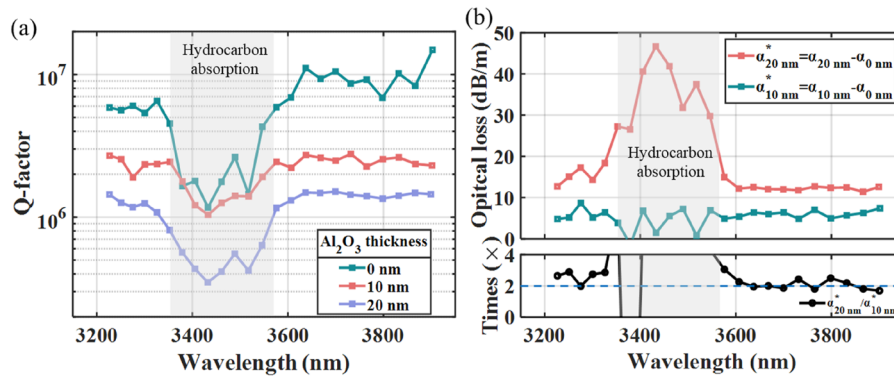 (a)
Hydrocarbon
absorption
10^7
10^6
Q-factor
Al2O3 thickness
0 nm
10 nm
20 nm
3200 3400 3600 3800
Wavelength (nm)
(b)
50
40
30
20
10
0
Opitcal loss (dB/m)
α*20 nm=α20 nm-α0 nm
α*10 nm=α10 nm-α0 nm
Hydrocarbon
absorption
4
2
0
Times (×)
α*20 nm/α*10 nm
3200 3400 3600 3800
Wavelength (nm)